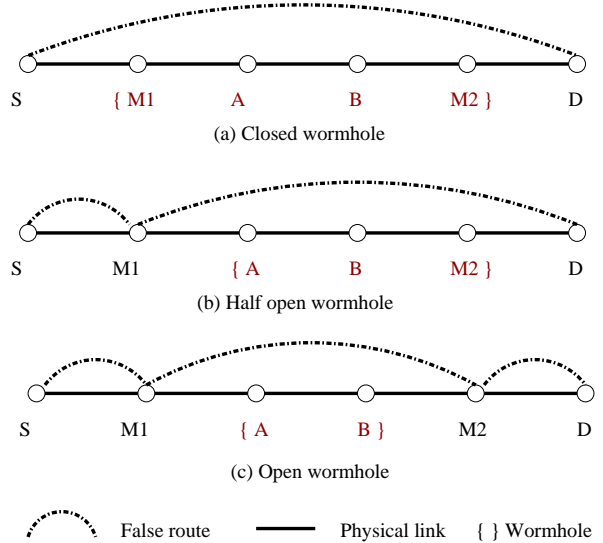 S { M1 A B M2 } D
(a) Closed wormhole
S M1 { A B M2 } D
(b) Half open wormhole
S M1 { A B } M2 D
(c) Open wormhole
False route Physical link { } Wormhole